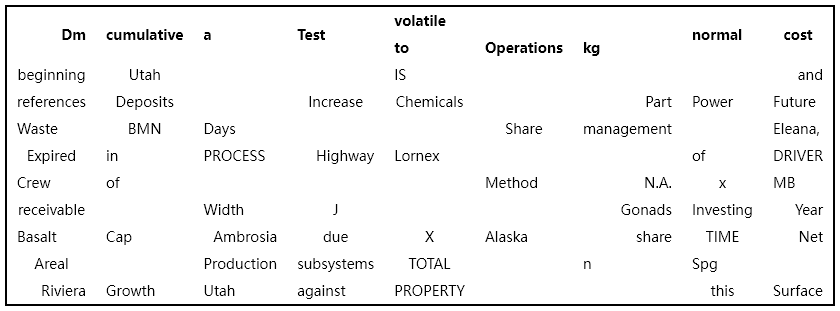 Dm cumulative a Test volatile to Operations kg normal cost
beginning Utah IS and
references Deposits Increase Chemicals Part Power Future
Waste BMN Days Share management Eleana,
Expired in PROCESS Highway Lornex of DRIVER
Crew of Method N.A. x MB
receivable Width J Gonads Investing Year
Basalt Cap Ambrosia due X Alaska share TIME Net
Areal Production subsystems TOTAL n Spg
Riviera Growth Utah against PROPERTY this Surface